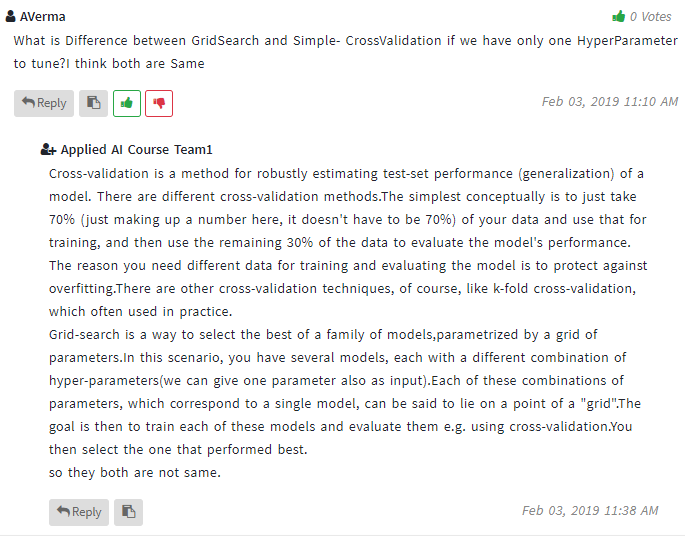 AVerma
0 Votes
What is Difference between GridSearch and Simple- CrossValidation if we have only one HyperParameter
to tune?I think both are Same
Reply
Feb 03, 2019 11:10 AM
Applied AI Course Team1
Cross-validation is a method for robustly estimating test-set performance (generalization) of a
model. There are different cross-validation methods.The simplest conceptually is to just take
70% (just making up a number here, it doesn't have to be 70%) of your data and use that for
training, and then use the remaining 30% of the data to evaluate the model's performance.
The reason you need different data for training and evaluating the model is to protect against
overfitting.There are other cross-validation techniques, of course, like k-fold cross-validation,
which often used in practice.
Grid-search is a way to select the best of a family of models,parametrized by a grid of
parameters.In this scenario, you have several models, each with a different combination of
hyper-parameters(we can give one parameter also as input).Each of these combinations of
parameters, which correspond to a single model, can be said to lie on a point of a "grid".The
goal is then to train each of these models and evaluate them e.g. using cross-validation.You
then select the one that performed best.
so they both are not same.
Reply
Feb 03, 2019 11:38 AM